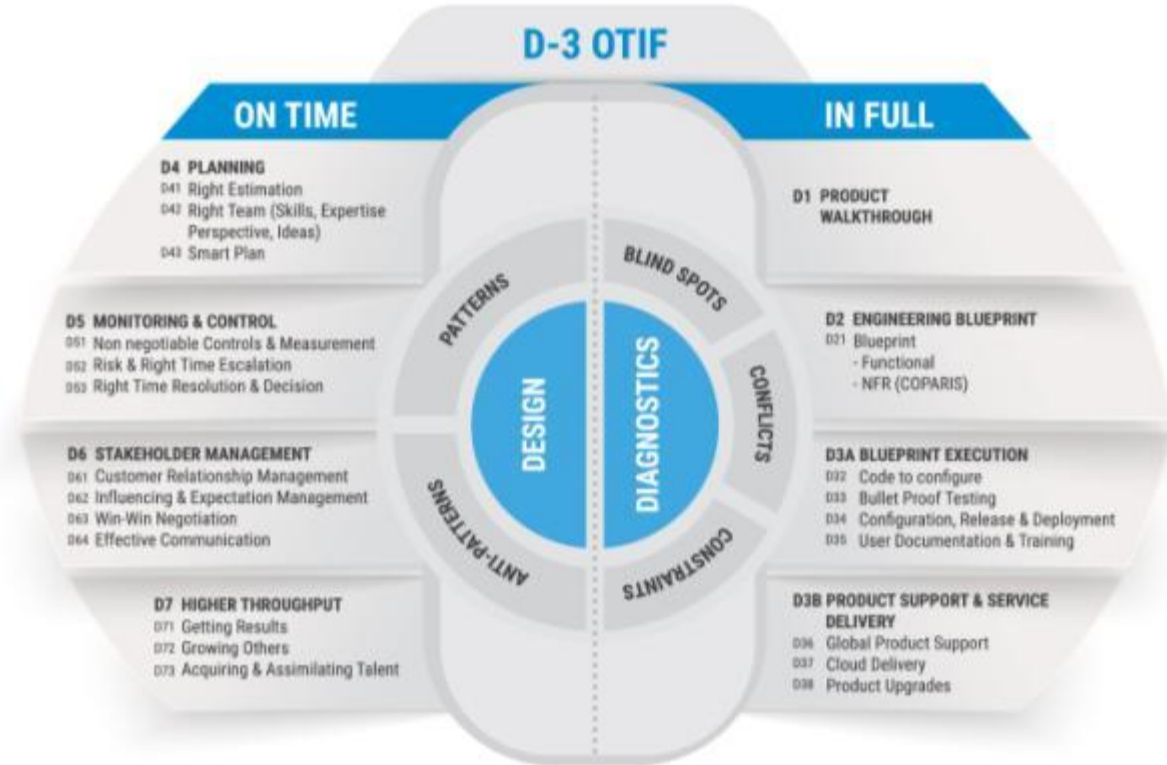 D-3 OTIF
ON TIME
D4 PLANNING
D41 Right Estimation
D42 Right Team (Skills, Expertise
Perspective, Ideas)
D43 Smart Plan
D5 MONITORING & CONTROL
D51 Non negotiable Controls & Measurement
D52 Risk & Right Time Escalation
D53 Right Time Resolution & Decision
D6 STAKEHOLDER MANAGEMENT
D61 Customer Relationship Management
D62 Influencing & Expectation Management
D63 Win-Win Negotiation
D64 Effective Communication
D7 HIGHER THROUGHPUT
D71 Getting Results
D72 Growing Others
D73 Acquiring & Assimilating Talent
PATTERNS
ANTI-PATTERNS
DESIGN
DIAGNOSTICS
BLIND SPOTS
CONFLICTS
CONSTRAINTS
IN FULL
D1 PRODUCT
WALKTHROUGH
D2 ENGINEERING BLUEPRINT
D21 Blueprint
- Functional
- NFR (COPARIS)
D3A BLUEPRINT EXECUTION
D32 Code to configure
D33 Bullet Proof Testing
D34 Configuration, Release & Deployment
D35 User Documentation & Training
D3B PRODUCT SUPPORT & SERVICE
DELIVERY
D36 Global Product Support
D37 Cloud Delivery
D38 Product Upgrades